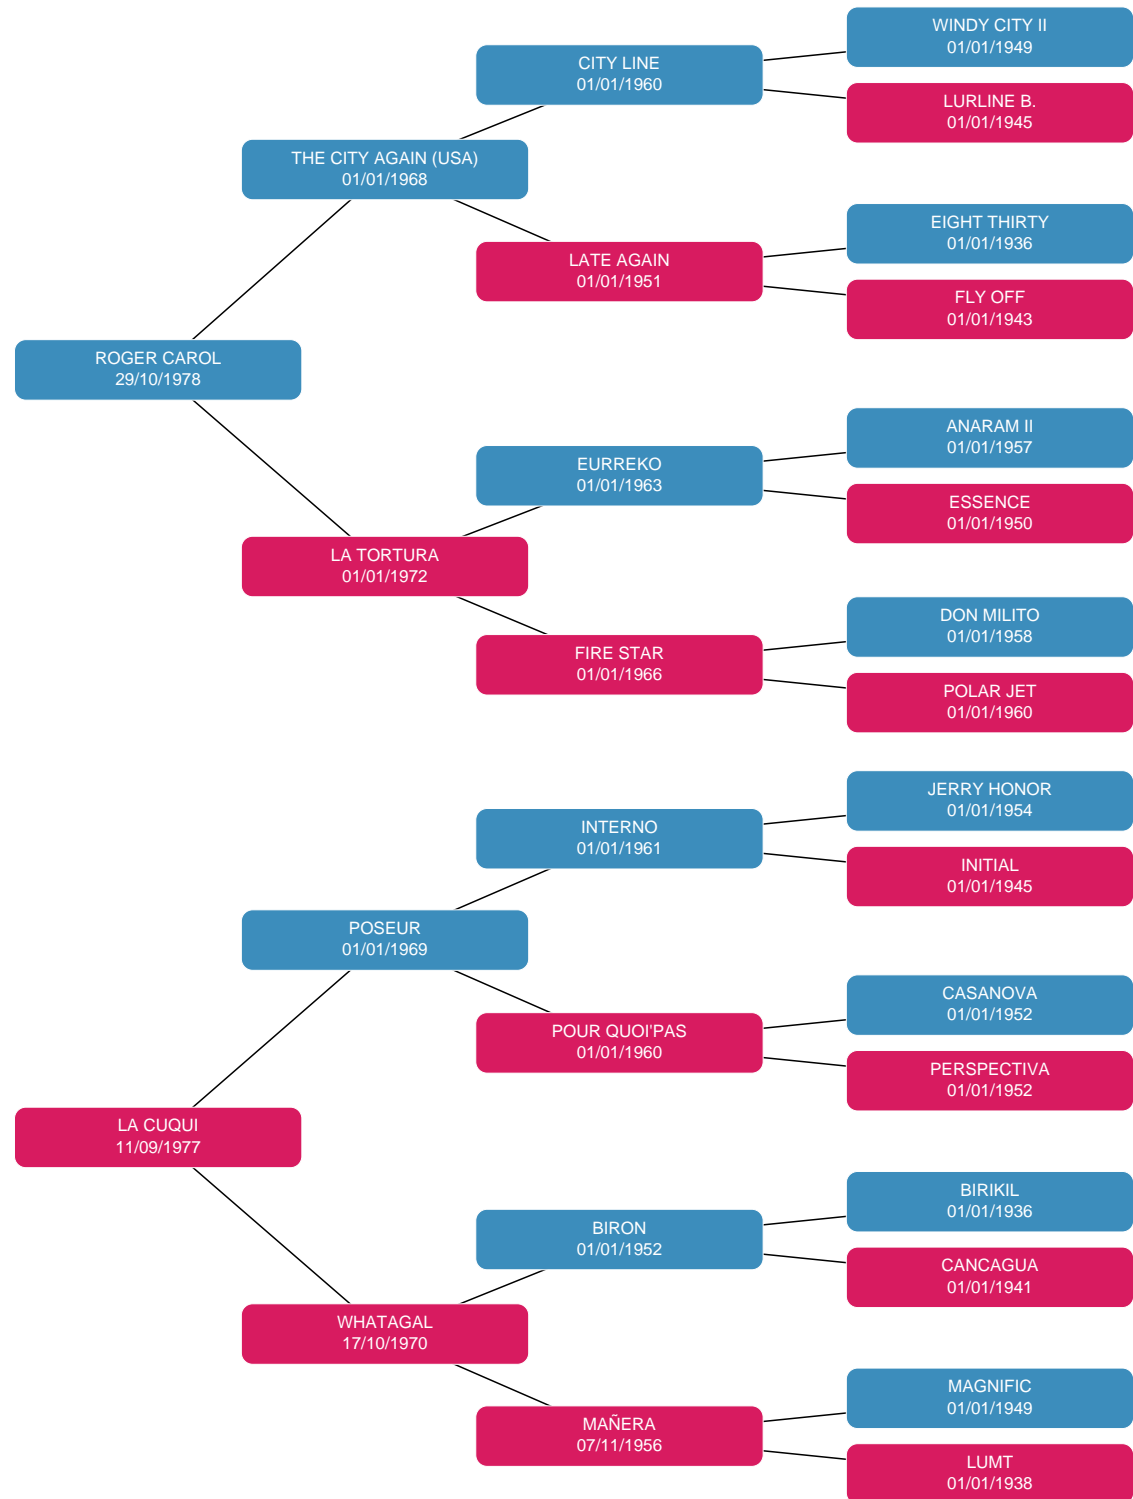 WINDY CITY II
01/01/1949
CITY LINE
01/01/1960
LURLINE B.
01/01/1945
THE CITY AGAIN (USA)
01/01/1968
EIGHT THIRTY
01/01/1936
LATE AGAIN
01/01/1951
FLY OFF
01/01/1943
ROGER CAROL
29/10/1978
ANARAM II
01/01/1957
EURREKO
01/01/1963
ESSENCE
01/01/1950
LA TORTURA
01/01/1972
DON MILITO
01/01/1958
FIRE STAR
01/01/1966
POLAR JET
01/01/1960
JERRY HONOR
01/01/1954
INTERNO
01/01/1961
INITIAL
01/01/1945
POSEUR
01/01/1969
CASANOVA
01/01/1952
POUR QUOI'PAS
01/01/1960
PERSPECTIVA
01/01/1952
LA CUQUI
11/09/1977
BIRIKIL
01/01/1936
BIRON
01/01/1952
CANCAGUA
01/01/1941
WHATAGAL
17/10/1970
MAGNIFIC
01/01/1949
MAÑERA
07/11/1956
LUMT
01/01/1938